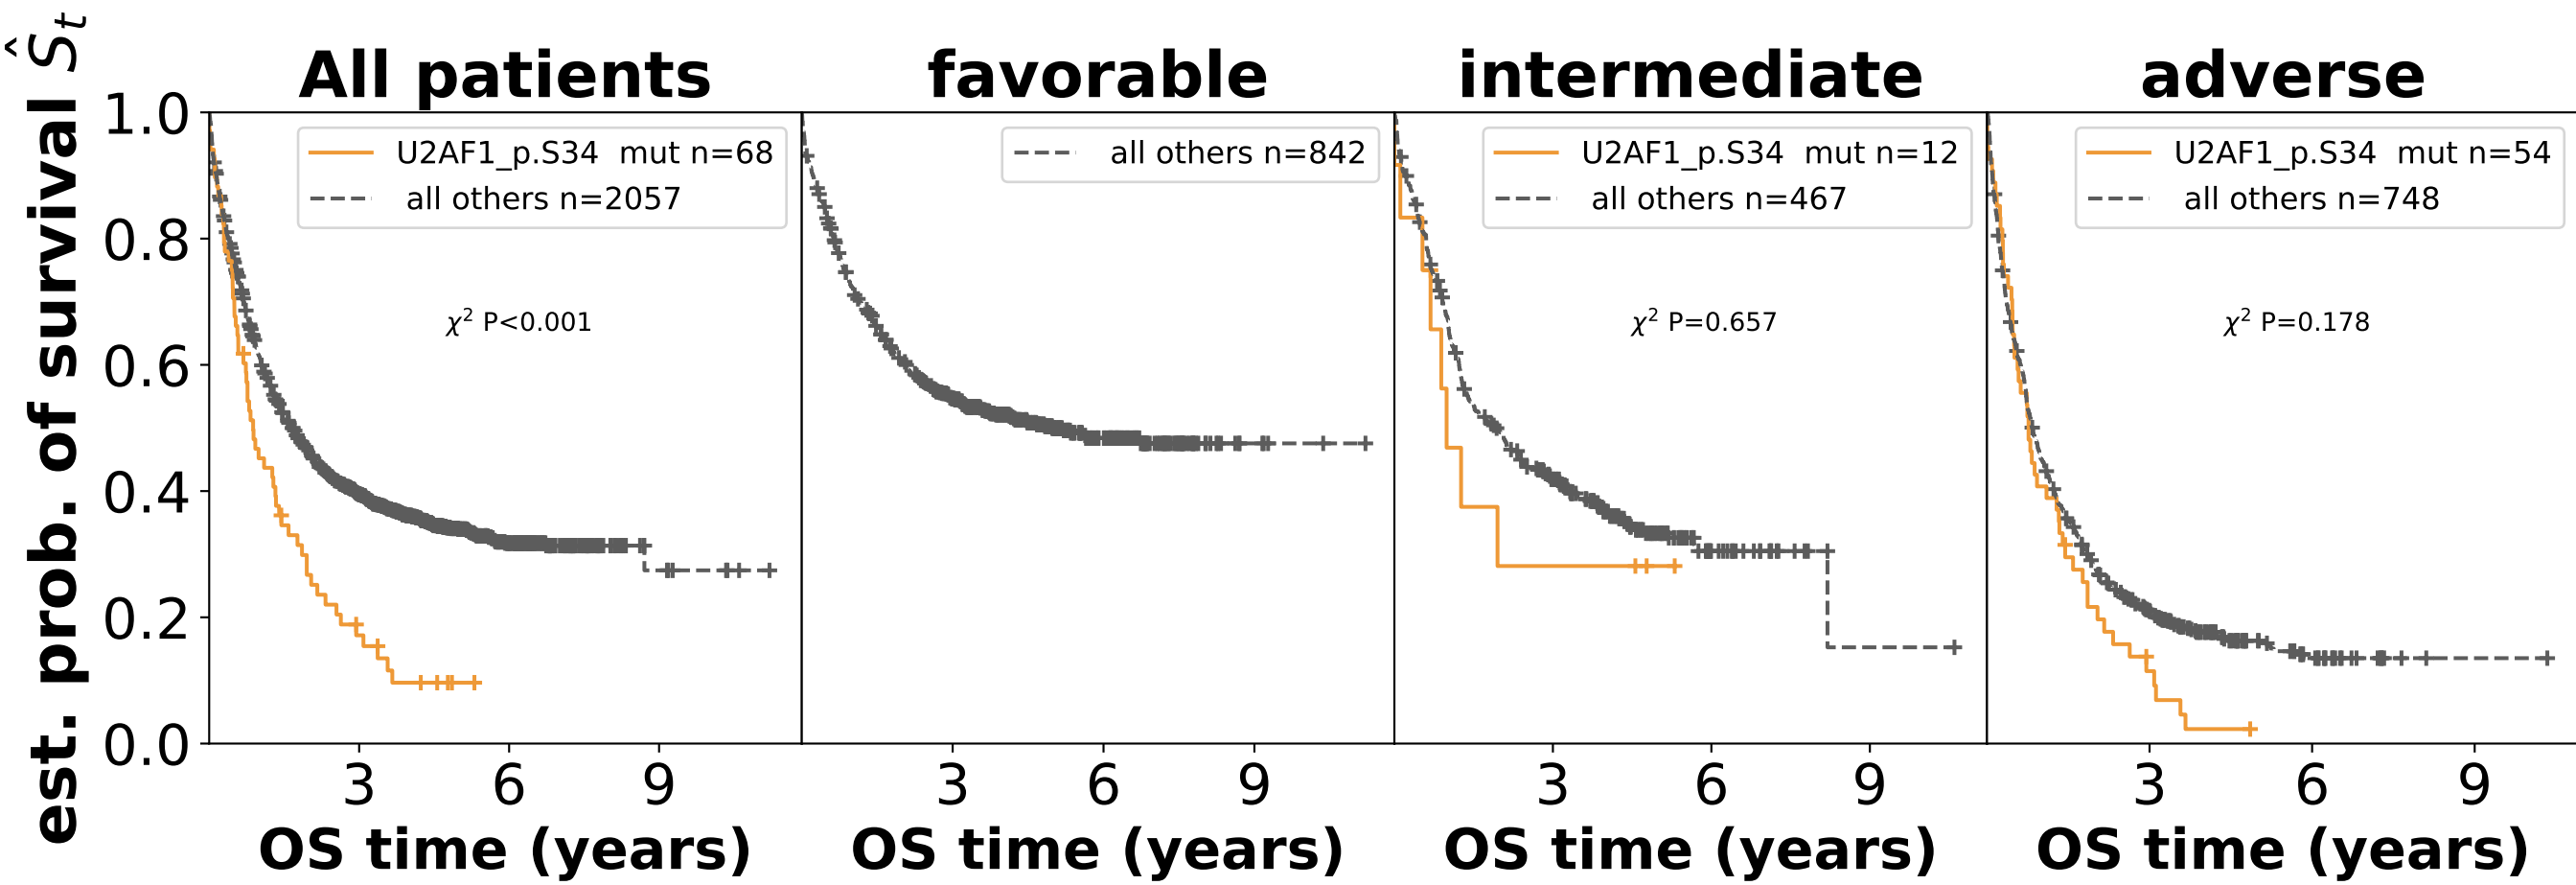 est. prob. of survival Ŝt
All patients
favorable
intermediate
adverse
1.0
0.8
0.6
0.4
0.2
0.0
U2AF1_p.S34 mut n=68
all others n=2057
χ² P<0.001
3 6 9
OS time (years)
all others n=842
3 6 9
OS time (years)
U2AF1_p.S34 mut n=12
all others n=467
χ² P=0.657
3 6 9
OS time (years)
U2AF1_p.S34 mut n=54
all others n=748
χ² P=0.178
3 6 9
OS time (years)